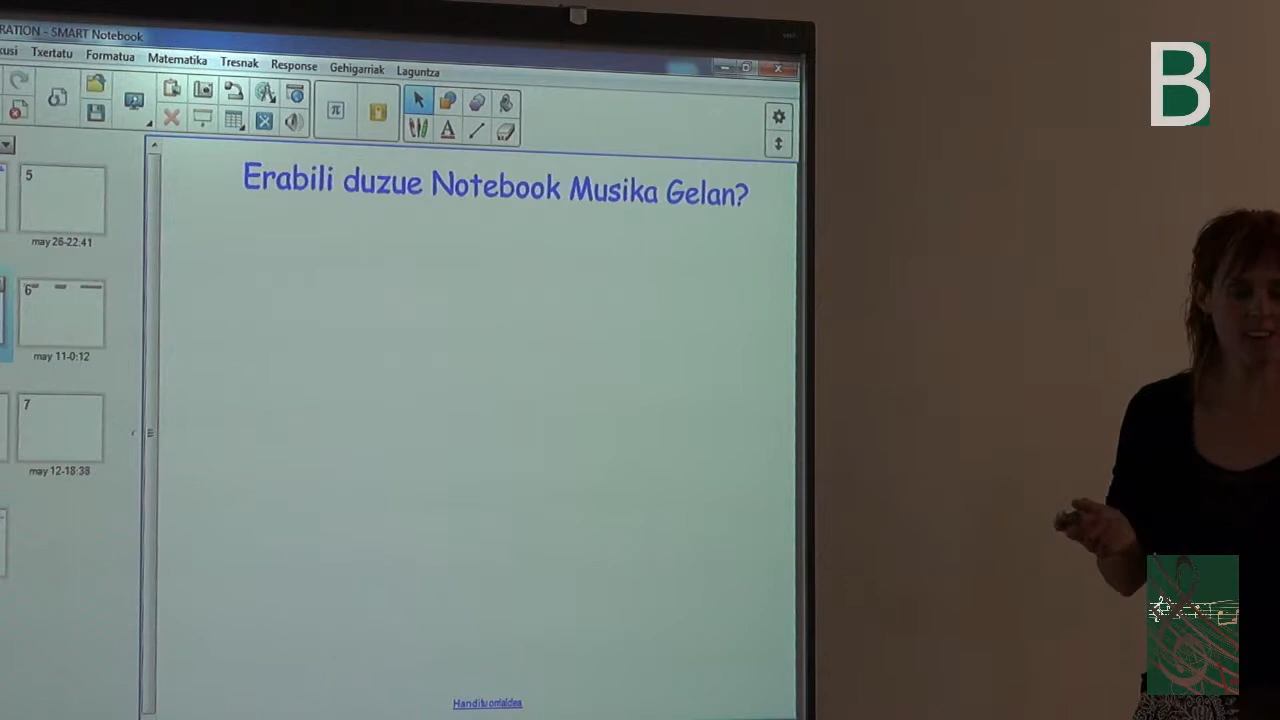 RATION - SMART Notebook
kusi Txertatu Formatua Matematika Tresnak Response Gehigarriak Laguntza
π
A
Erabili duzue Notebook Musika Gelan?
5
may 26-22:41
6
may 11-0:12
7
may 12-18:38
Handitu orrialdea
B